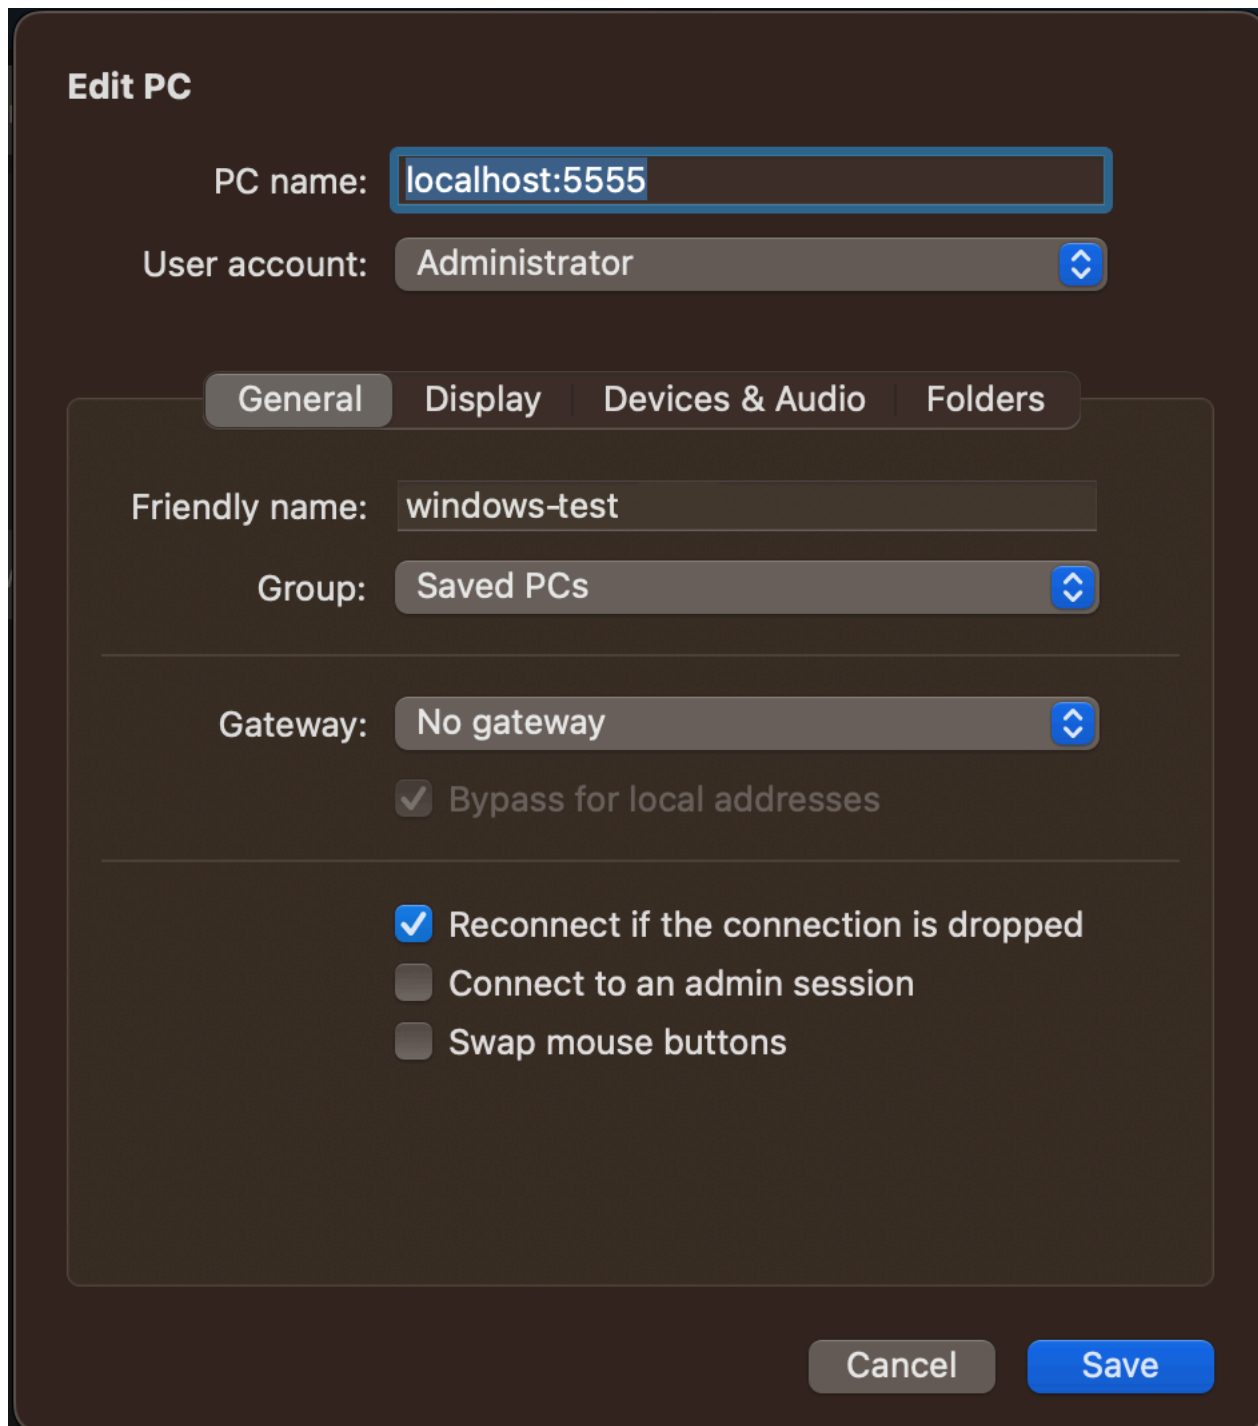 Edit PC
PC name: localhost:5555
User account: Administrator
General Display Devices & Audio Folders
Friendly name: windows-test
Group: Saved PCs
Gateway: No gateway
Bypass for local addresses
Reconnect if the connection is dropped
Connect to an admin session
Swap mouse buttons
Cancel Save